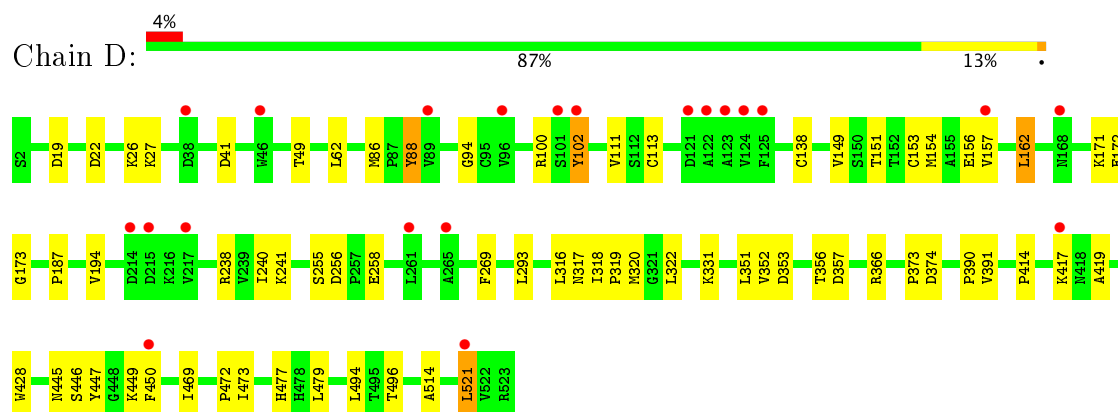 4%
Chain D:
87%
13%
•
S2 D19 D22 K26 K27 D38 D41 W46 T49 L62 M86 P87 Y88 V89 G94 C95 V96 R100 S101 Y102 V111 S112 C113 D121 A122 A123 V124 F125 C138 V149 S150 T151 T152 C153 M154 A155 E156 V157 L162 N168 K171 E172
G173 P187 V194 D214 D215 K216 V217 R238 V239 I240 K241 S255 D256 P257 E258 L261 A265 F269 L293 L316 N317 I318 P319 M320 G321 L322 K331 L351 V352 D353 T356 D357 R366 P373 D374 P390 V391 P414 K417 N418 A419
W428 N445 S446 Y447 G448 K449 F450 I469 P472 I473 H477 H478 L479 L494 T495 T496 A514 L521 V522 R523